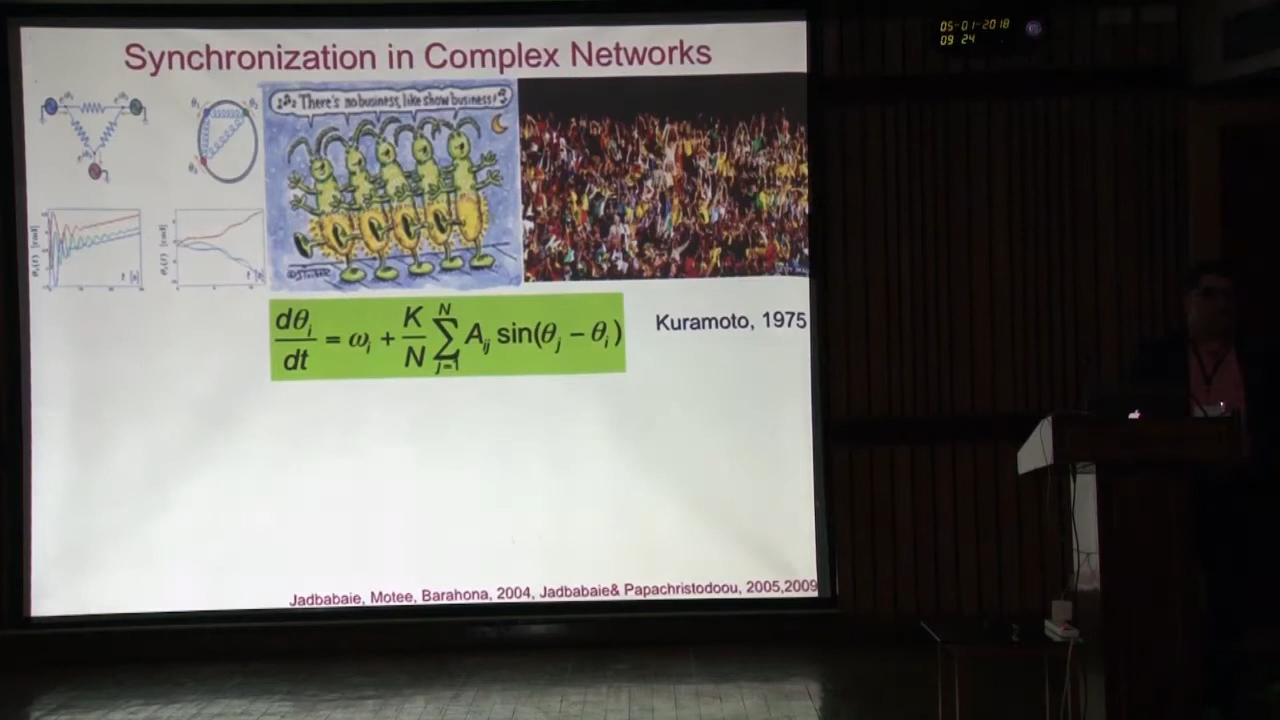 05-01-2018
09 24
Synchronization in Complex Networks
There's no business, like show business!
dθi/dt = ωi + K/N ∑ j=1 N Aij sin(θj − θi)
Kuramoto, 1975
Jadbabaie, Motee, Barahona, 2004, Jadbabaie& Papachristodoou, 2005,2009